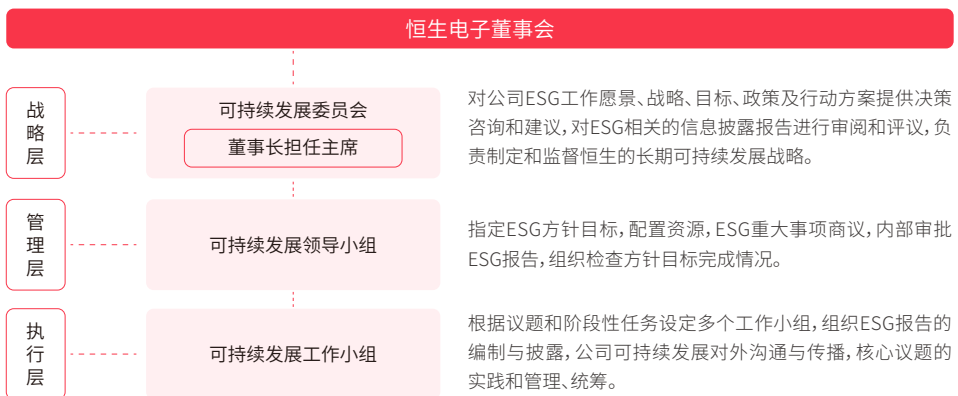 恒生电子董事会
战略层
可持续发展委员会
董事长担任主席
对公司ESG工作愿景、战略、目标、政策及行动方案提供决策
咨询和建议，对ESG相关的信息披露报告进行审阅和评议，负
责制定和监督恒生的长期可持续发展战略。
管理层
可持续发展领导小组
指定ESG方针目标，配置资源，ESG重大事项商议，内部审批
ESG报告，组织检查方针目标完成情况。
执行层
可持续发展工作小组
根据议题和阶段性任务设定多个工作小组，组织ESG报告的
编制与披露，公司可持续发展对外沟通与传播，核心议题的
实践和管理、统筹。